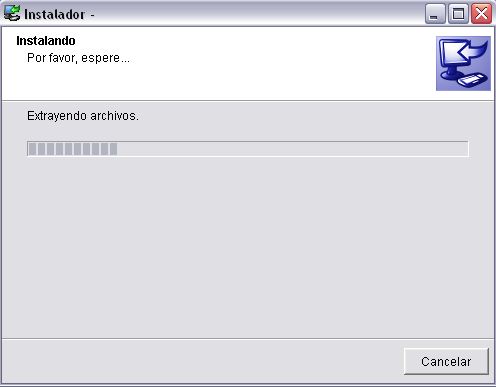 Instalador -
Instalando
Por favor, espere...
Extrayendo archivos.
Cancelar